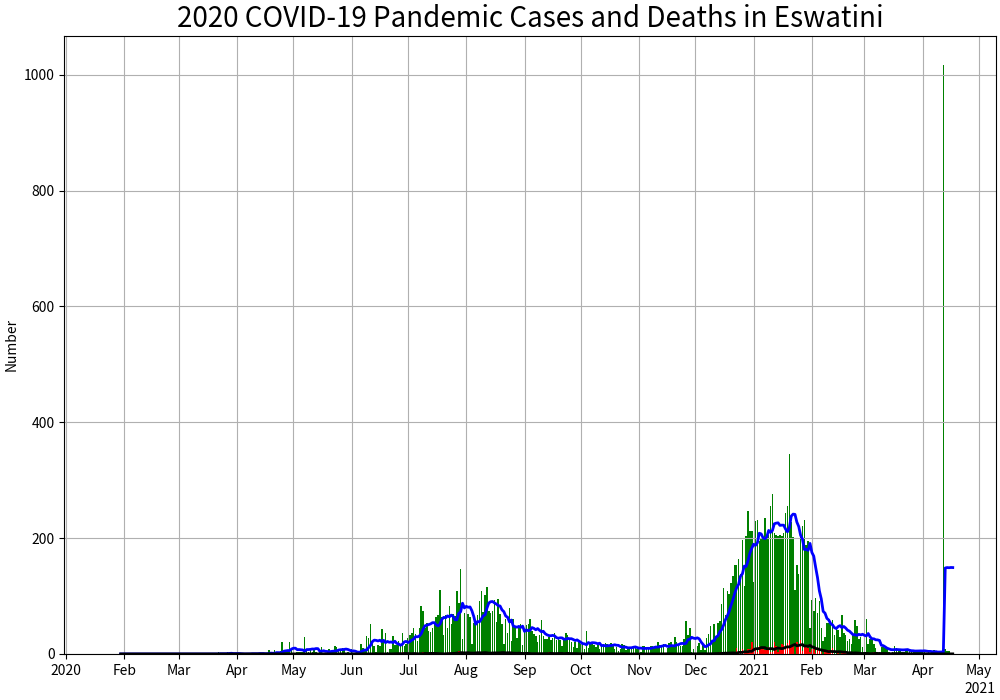 2020 COVID-19 Pandemic Cases and Deaths in Eswatini
1000
800
600
400
200
0
Number
2020 Feb Mar Apr May Jun Jul Aug Sep Oct Nov Dec 2021 Feb Mar Apr May
2021